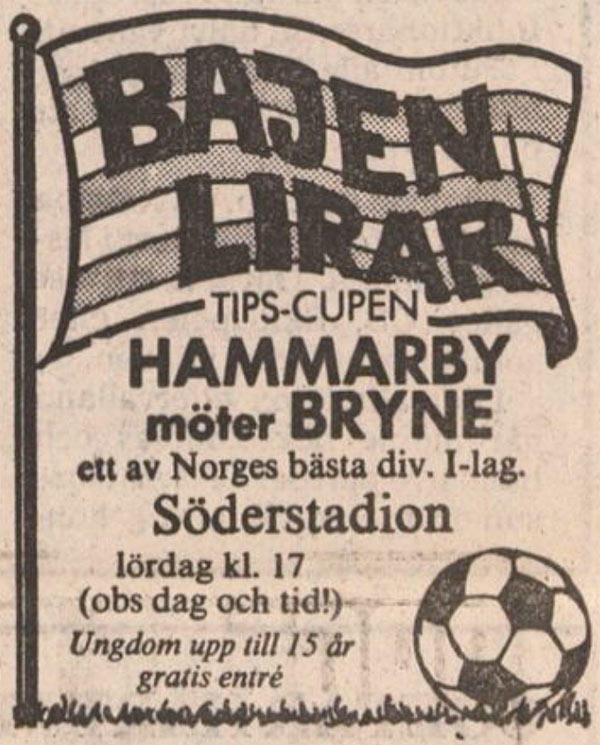 BAJEN
LIRAR
TIPS-CUPEN
HAMMARBY
möter BRYNE
ett av Norges bästa div. I-lag.
Söderstadion
lördag kl. 17
(obs dag och tid!)
Ungdom upp till 15 år
gratis entré